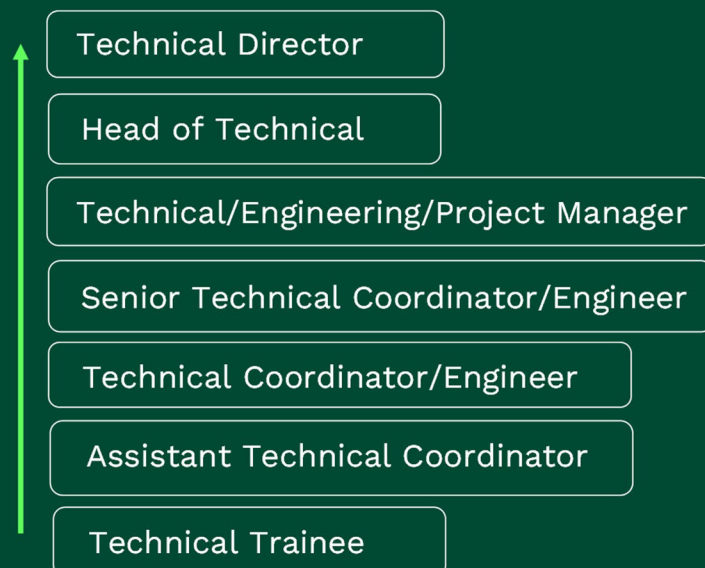 Technical Director
Head of Technical
Technical/Engineering/Project Manager
Senior Technical Coordinator/Engineer
Technical Coordinator/Engineer
Assistant Technical Coordinator
Technical Trainee